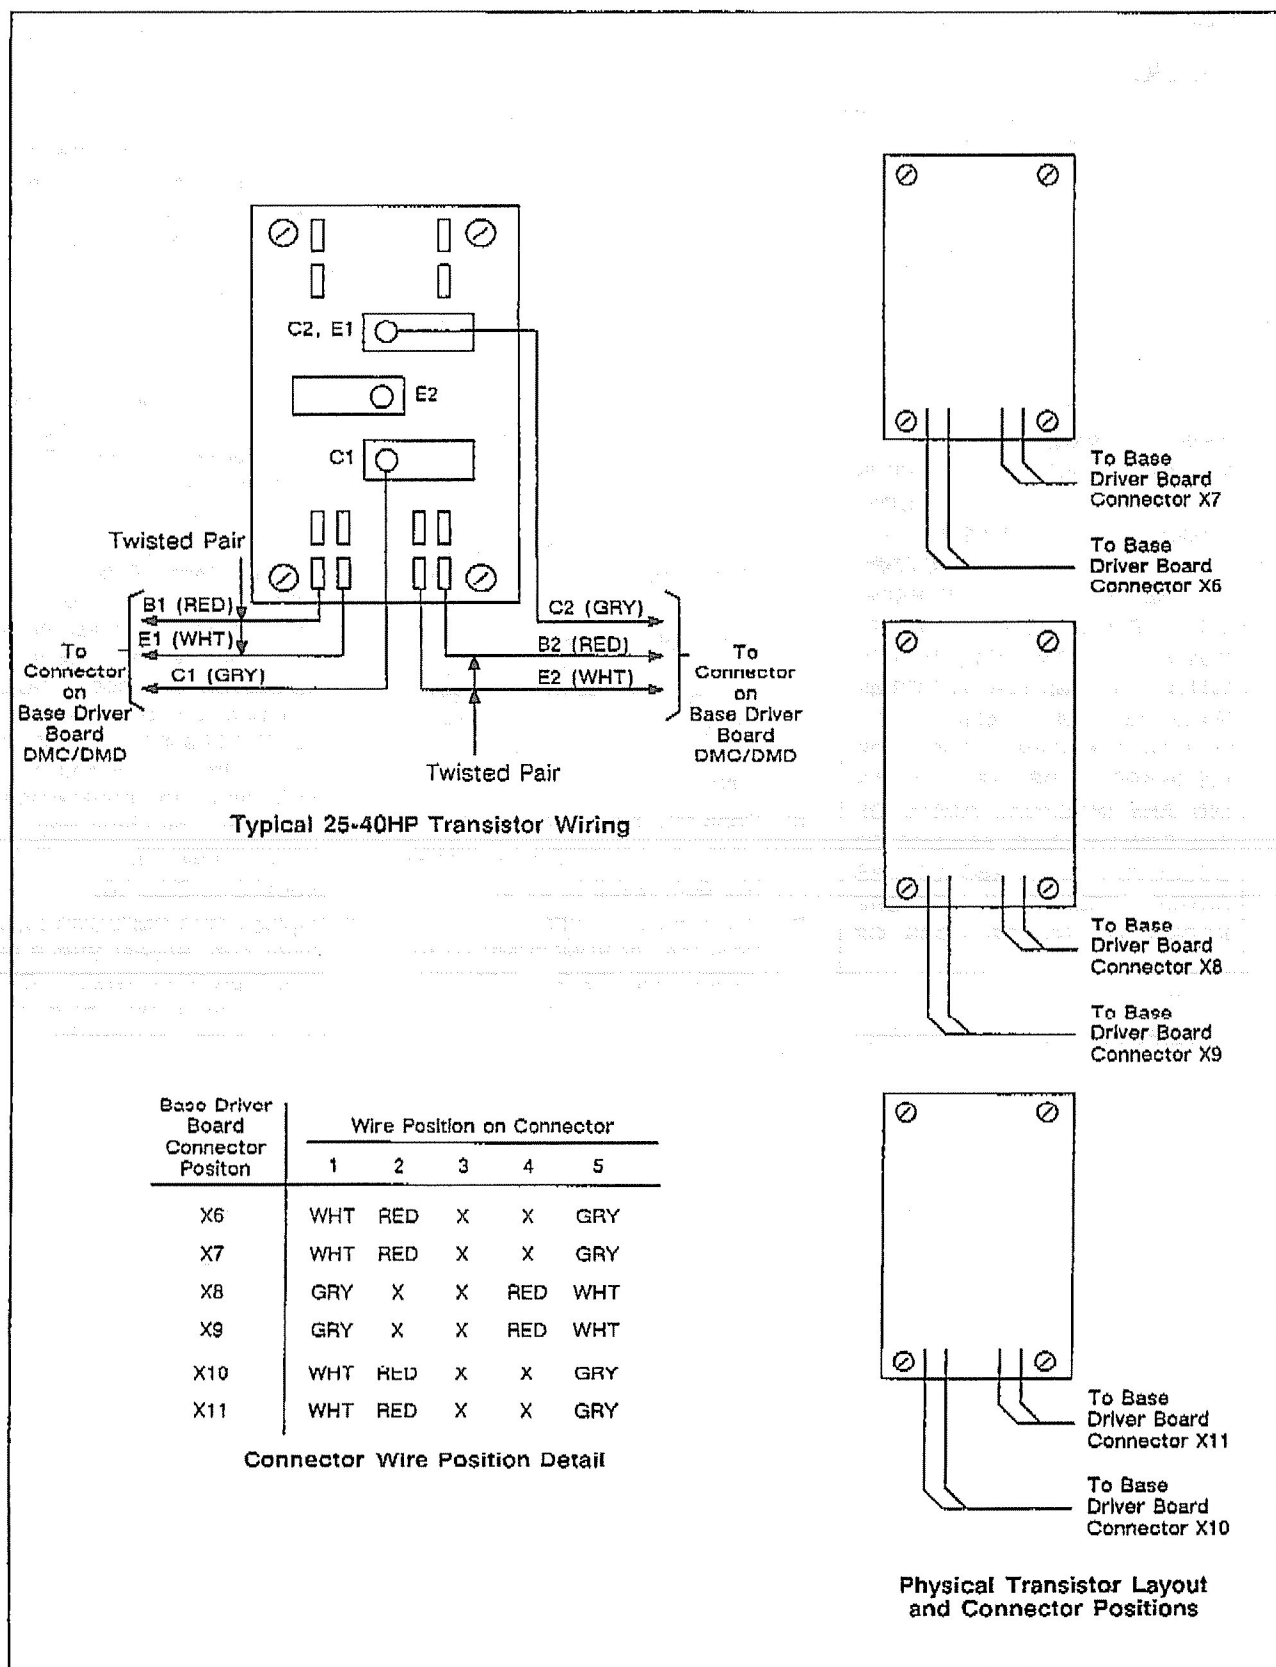 C2, E1
E2
C1
Twisted Pair
B1 (RED)
E1 (WHT)
C1 (GRY)
To
Connector
on
Base Driver
Board
DMC/DMD
C2 (GRY)
B2 (RED)
E2 (WHT)
To
Connector
on
Base Driver
Board
DMC/DMD
Twisted Pair
Typical 25-40HP Transistor Wiring
To Base
Driver Board
Connector X7
To Base
Driver Board
Connector X6
To Base
Driver Board
Connector X8
To Base
Driver Board
Connector X9
To Base
Driver Board
Connector X11
To Base
Driver Board
Connector X10
Physical Transistor Layout
and Connector Positions
Base Driver
Board
Connector
Positon
Wire Position on Connector
1 2 3 4 5
X6 WHT RED X X GRY
X7 WHT RED X X GRY
X8 GRY X X RED WHT
X9 GRY X X RED WHT
X10 WHT RED X X GRY
X11 WHT RED X X GRY
Connector Wire Position Detail